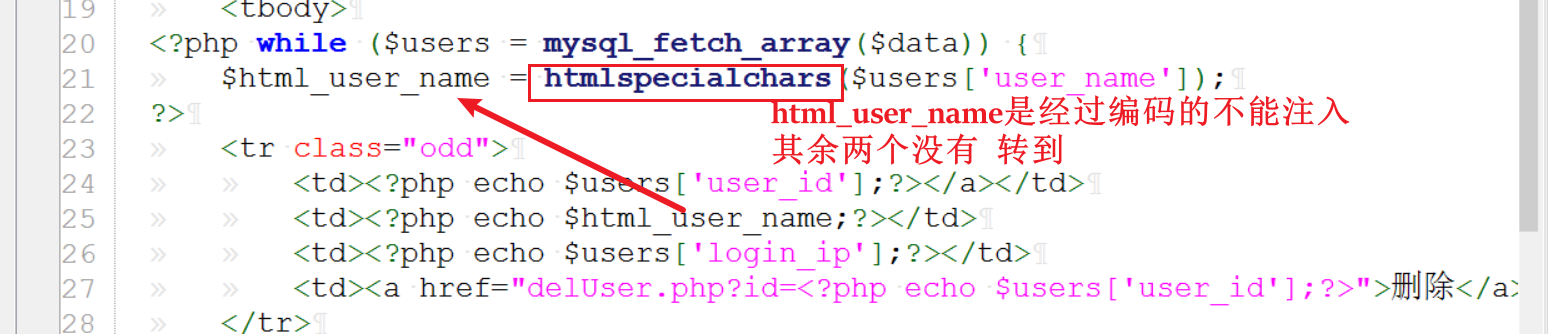 19 » <tbody>¶
20 <?php while ($users = mysql_fetch_array($data)) {¶
21 » $html_user_name = htmlspecialchars($users['user_name']);¶
22 ?>¶
html_user_name是经过编码的不能注入
其余两个没有 转到
23 » <tr class="odd">¶
24 » » <td><?php echo $users['user_id'];?></a></td>¶
25 » » <td><?php echo $html_user_name;?></td>¶
26 » » <td><?php echo $users['login_ip'];?></td>¶
27 » » <td><a href="delUser.php?id=<?php echo $users['user_id'];?>">删除</a>
28 » </tr>¶